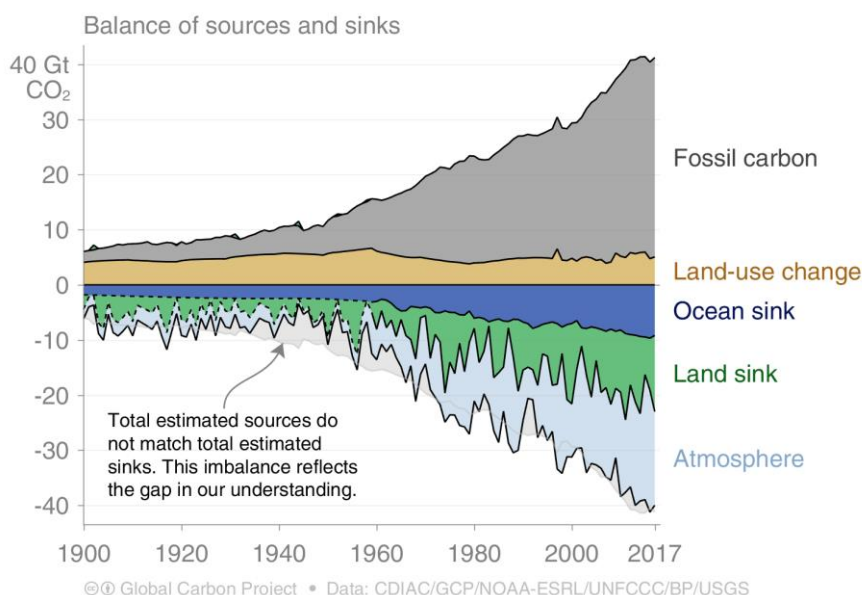 Balance of sources and sinks
40 Gt
CO₂
30
20
10
0
-10
-20
-30
-40
Fossil carbon
Land-use change
Ocean sink
Land sink
Atmosphere
Total estimated sources do
not match total estimated
sinks. This imbalance reflects
the gap in our understanding.
1900 1920 1940 1960 1980 2000 2017
Global Carbon Project • Data: CDIAC/GCP/NOAA-ESRL/UNFCCC/BP/USGS